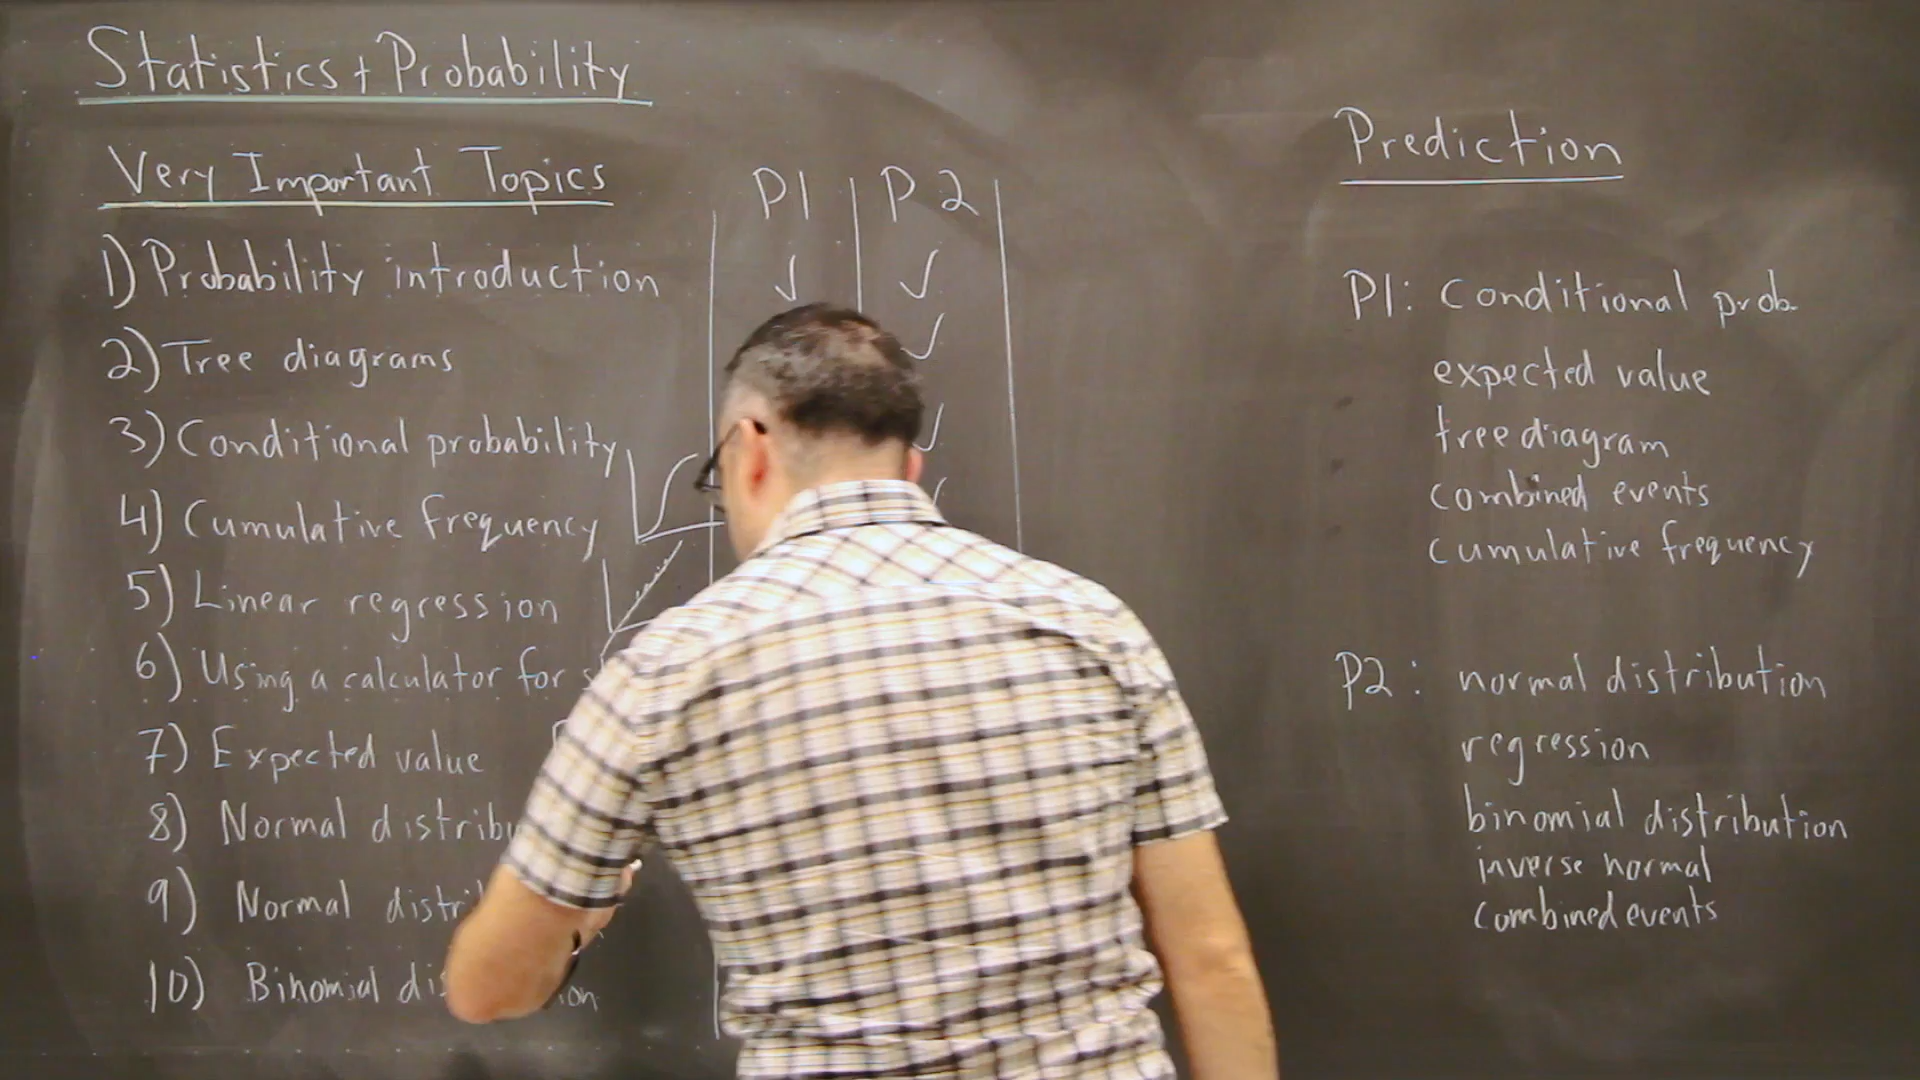 Statistics + Probability
Very Important Topics
P1 P2
1) Probability introduction ✓ ✓
2) Tree diagrams ✓
3) Conditional probability ✓
4) Cumulative frequency
5) Linear regression
6) Using a calculator for
7) Expected value
8) Normal
9) Normal
10) Binomial
Prediction
P1: Conditional prob.
expected value
tree diagram
combined events
cumulative frequency
P2: normal distribution
regression
binomial distribution
inverse normal
combined events